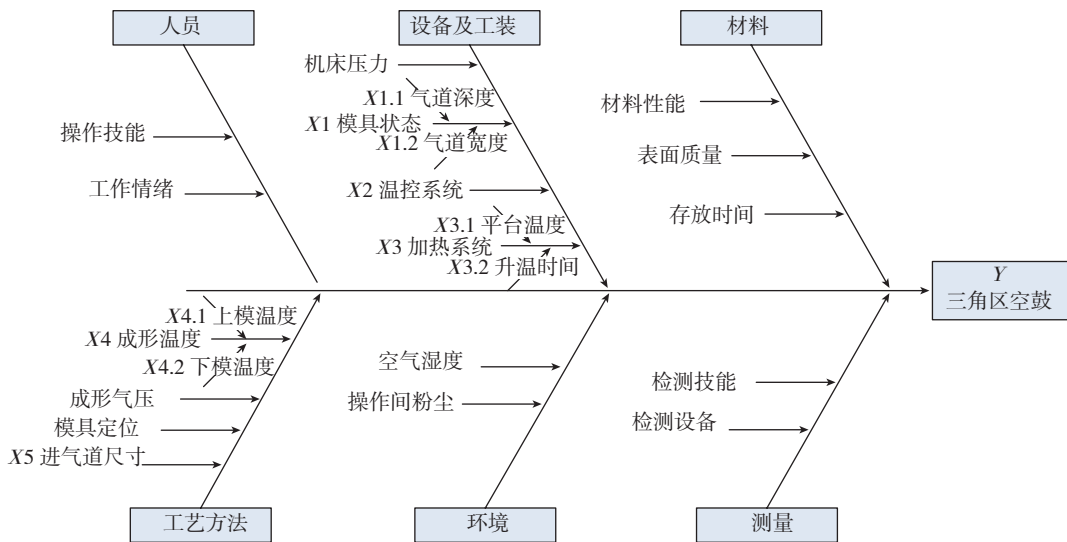 人员
设备及工装
材料
机床压力
X1.1 气道深度
X1 模具状态
X1.2 气道宽度
X2 温控系统
X3.1 平台温度
X3 加热系统
X3.2 升温时间
操作技能
工作情绪
材料性能
表面质量
存放时间
Y
三角区空鼓
X4.1 上模温度
X4 成形温度
X4.2 下模温度
成形气压
模具定位
X5 进气道尺寸
空气湿度
操作间粉尘
检测技能
检测设备
工艺方法
环境
测量